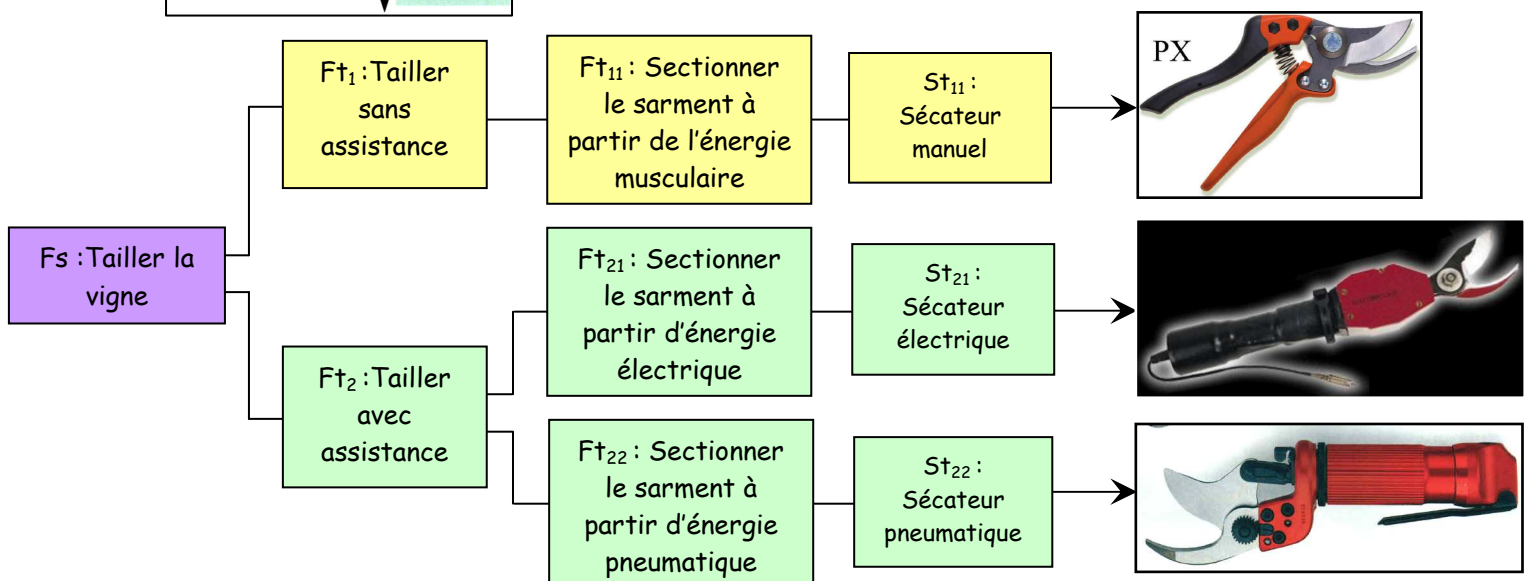 Ft₁ :Tailler
sans
assistance
Ft₁₁ : Sectionner
le sarment à
partir de l’énergie
musculaire
St₁₁ :
Sécateur
manuel
PX
Fs :Tailler la
vigne
Ft₂₁ : Sectionner
le sarment à
partir d’énergie
électrique
St₂₁ :
Sécateur
électrique
Ft₂ :Tailler
avec
assistance
Ft₂₂ : Sectionner
le sarment à
partir d’énergie
pneumatique
St₂₂ :
Sécateur
pneumatique